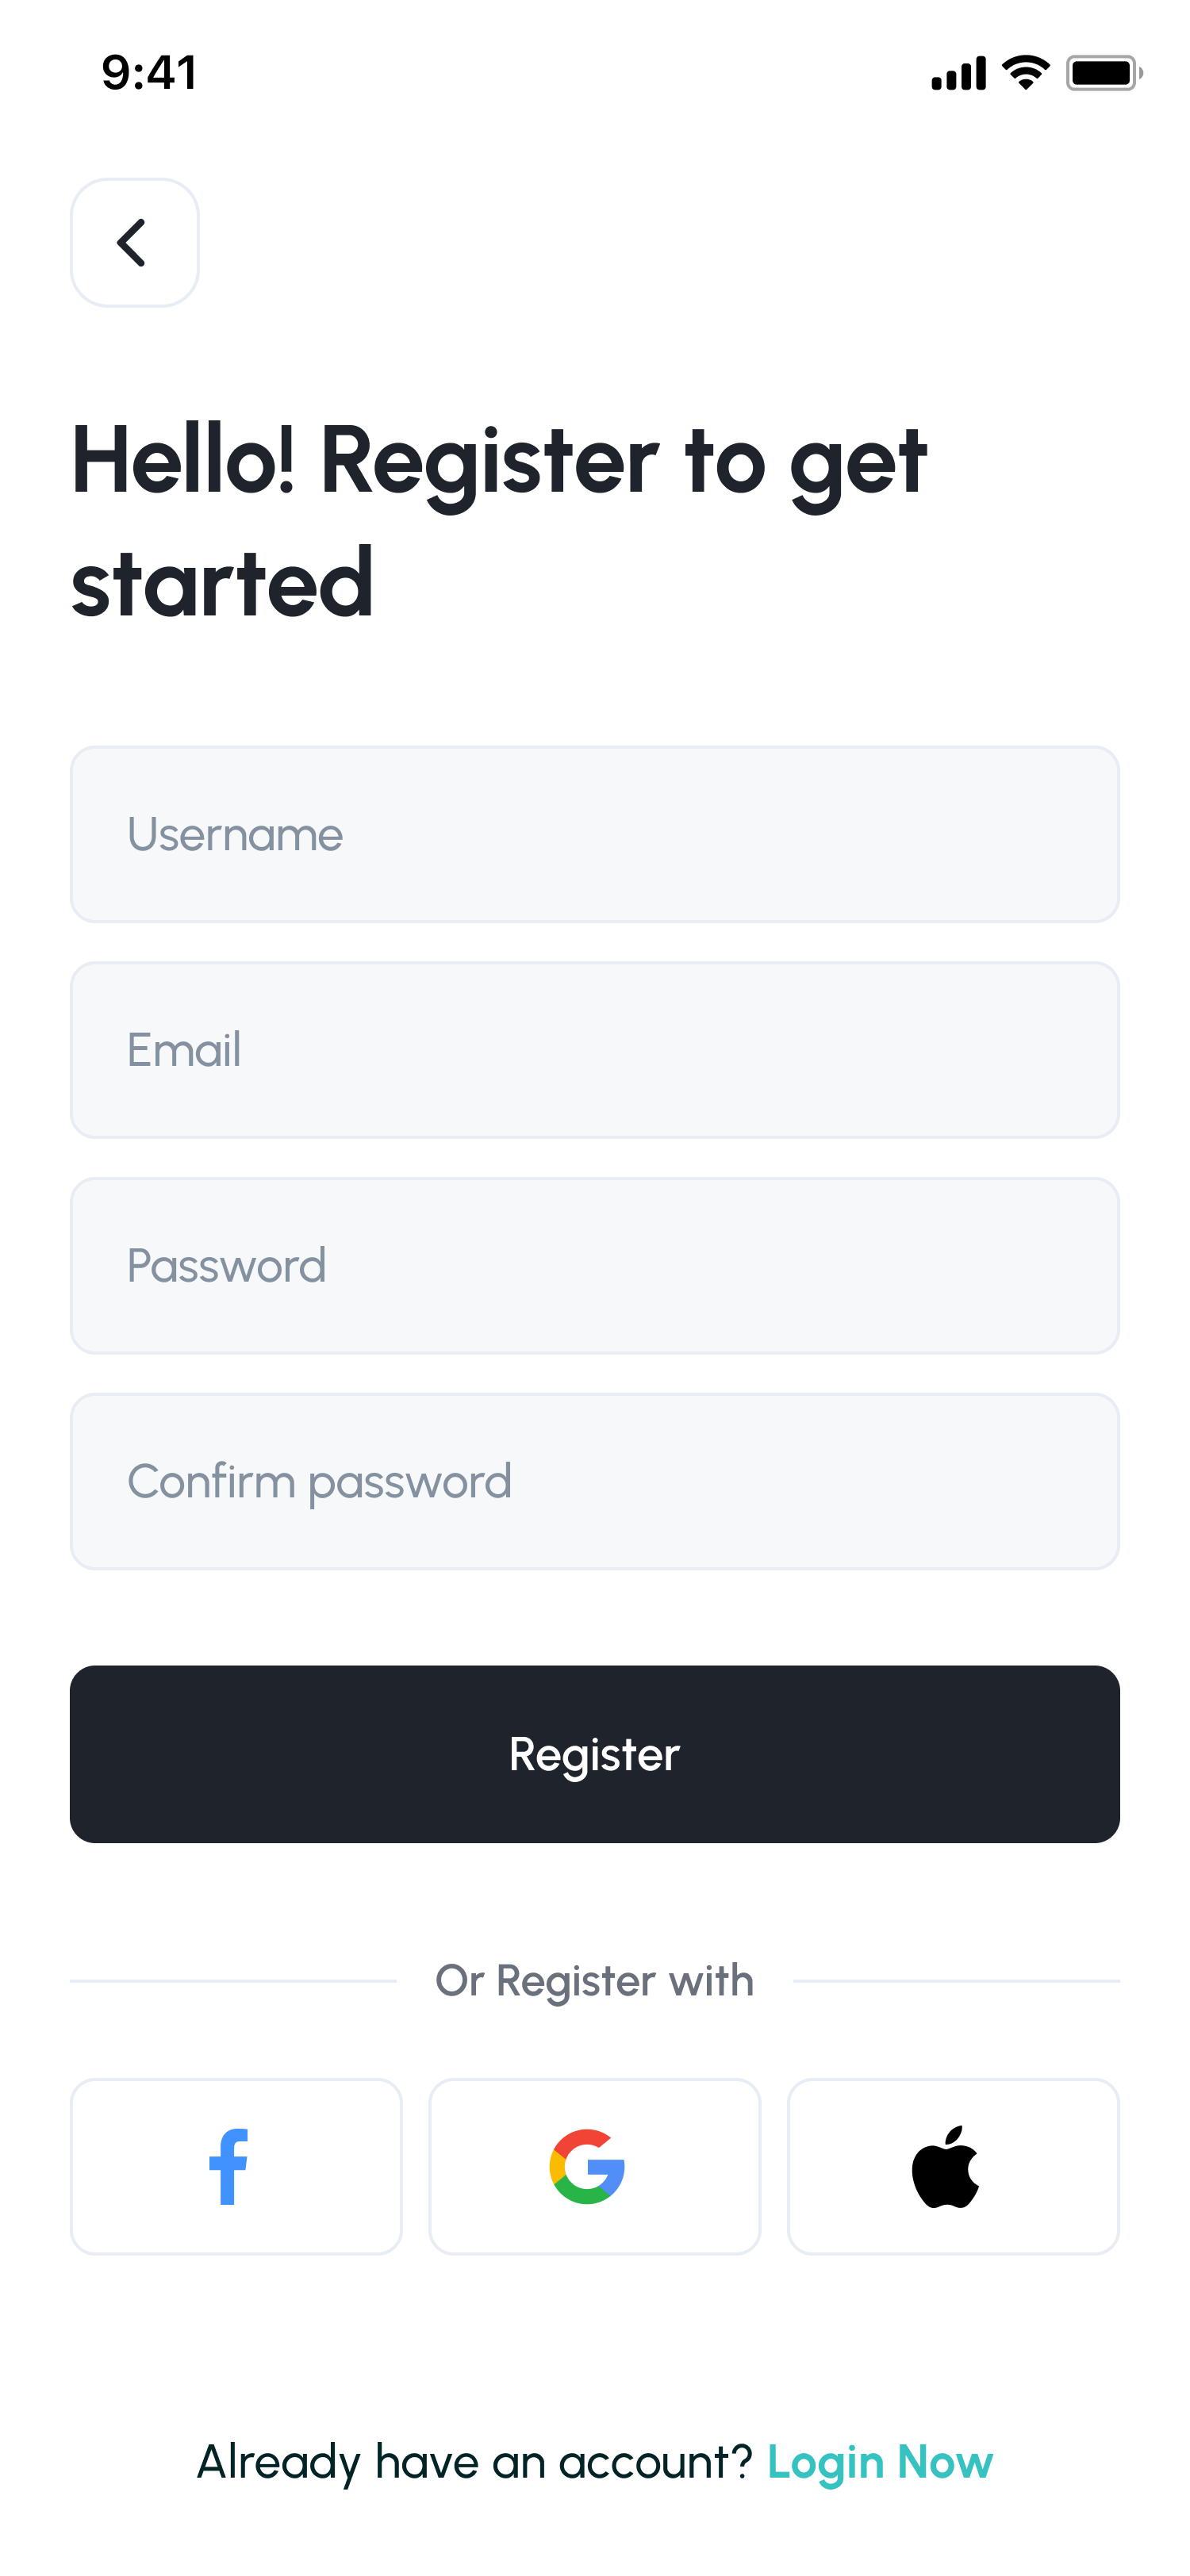 9:41
Hello! Register to get
started
Username
Email
Password
Confirm password
Register
Or Register with
Already have an account? Login Now